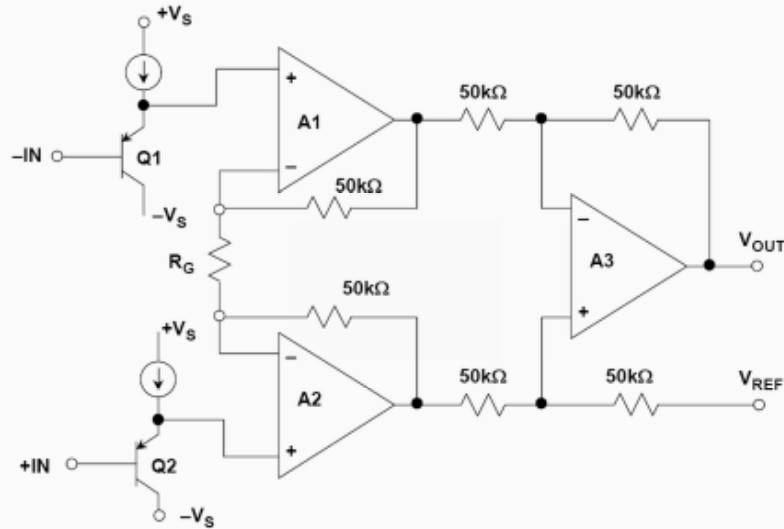 +VS
A1
+
–
–IN
Q1
–VS
50kΩ
50kΩ
50kΩ
RG
50kΩ
A3
–
+
VOUT
+VS
A2
–
+
50kΩ
50kΩ
VREF
+IN
Q2
–VS